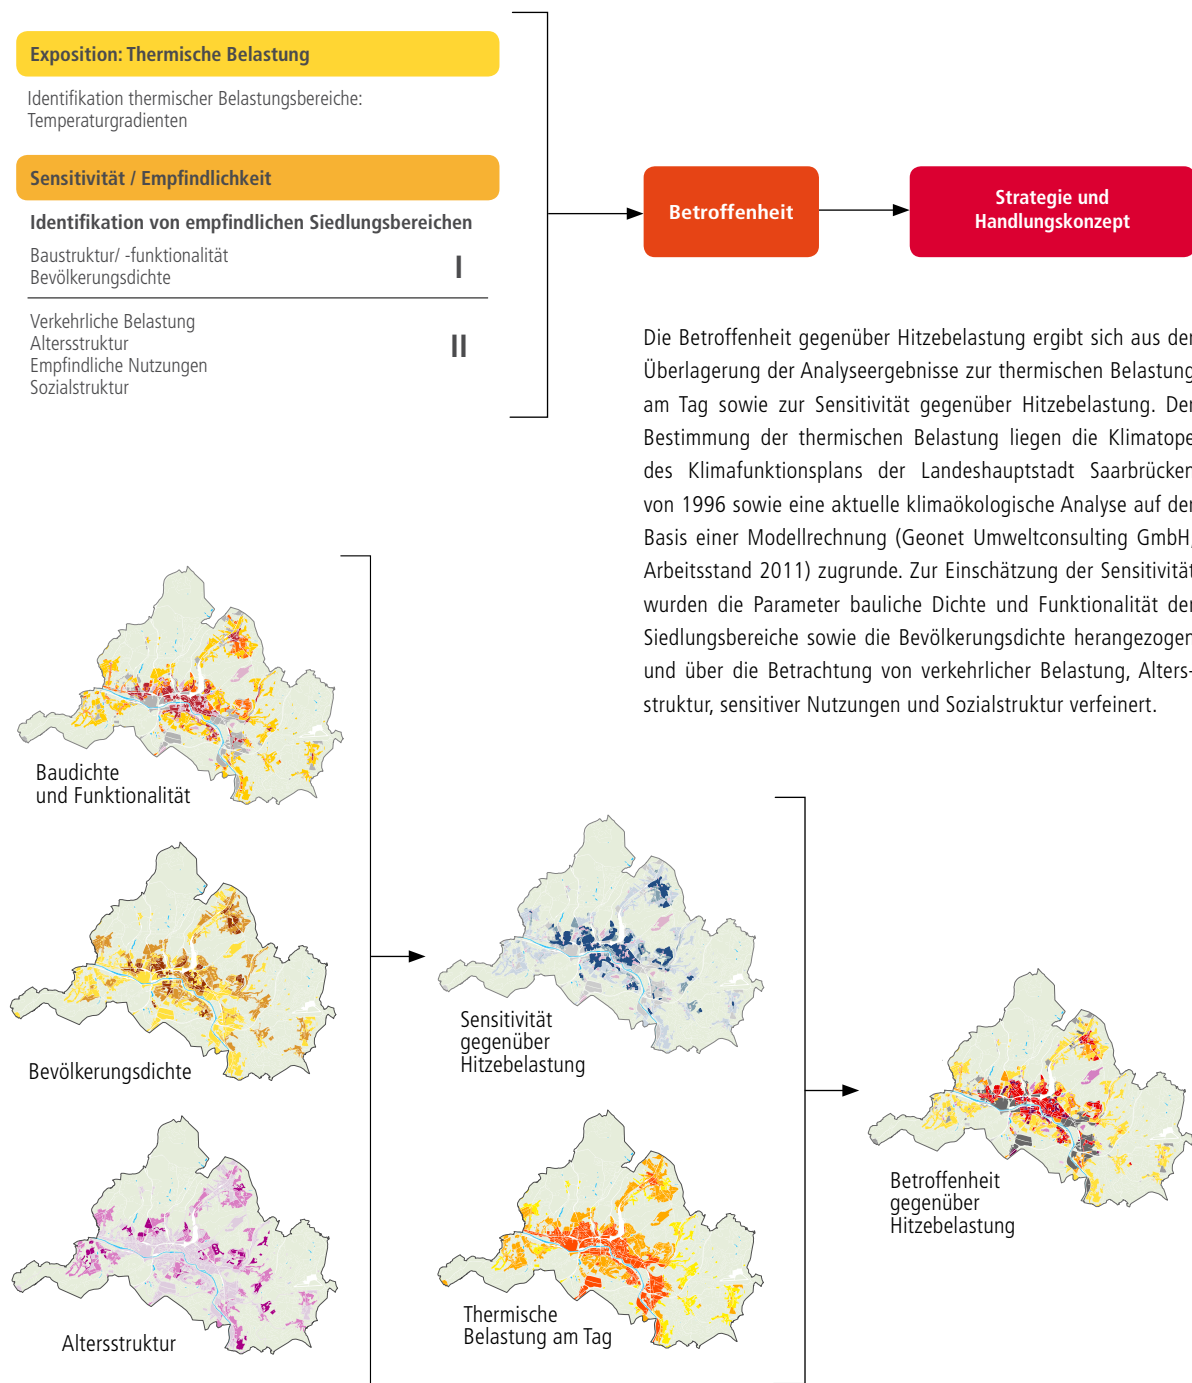 Exposition: Thermische Belastung
Identifikation thermischer Belastungsbereiche:
Temperaturgradienten
Sensitivität / Empfindlichkeit
Identifikation von empfindlichen Siedlungsbereichen
Baustruktur/ -funktionalität
Bevölkerungsdichte
I
Verkehrliche Belastung
Altersstruktur
Empfindliche Nutzungen
Sozialstruktur
II
Betroffenheit
Strategie und
Handlungskonzept
Die Betroffenheit gegenüber Hitzebelastung ergibt sich aus der
Überlagerung der Analyseergebnisse zur thermischen Belastung
am Tag sowie zur Sensitivität gegenüber Hitzebelastung. Der
Bestimmung der thermischen Belastung liegen die Klimatope
des Klimafunktionsplans der Landeshauptstadt Saarbrücken
von 1996 sowie eine aktuelle klimaökologische Analyse auf der
Basis einer Modellrechnung (Geonet Umweltconsulting GmbH,
Arbeitsstand 2011) zugrunde. Zur Einschätzung der Sensitivität
wurden die Parameter bauliche Dichte und Funktionalität der
Siedlungsbereiche sowie die Bevölkerungsdichte herangezogen
und über die Betrachtung von verkehrlicher Belastung, Alters-
struktur, sensitiver Nutzungen und Sozialstruktur verfeinert.
Baudichte
und Funktionalität
Bevölkerungsdichte
Altersstruktur
Sensitivität
gegenüber
Hitzebelastung
Thermische
Belastung am Tag
Betroffenheit
gegenüber
Hitzebelastung